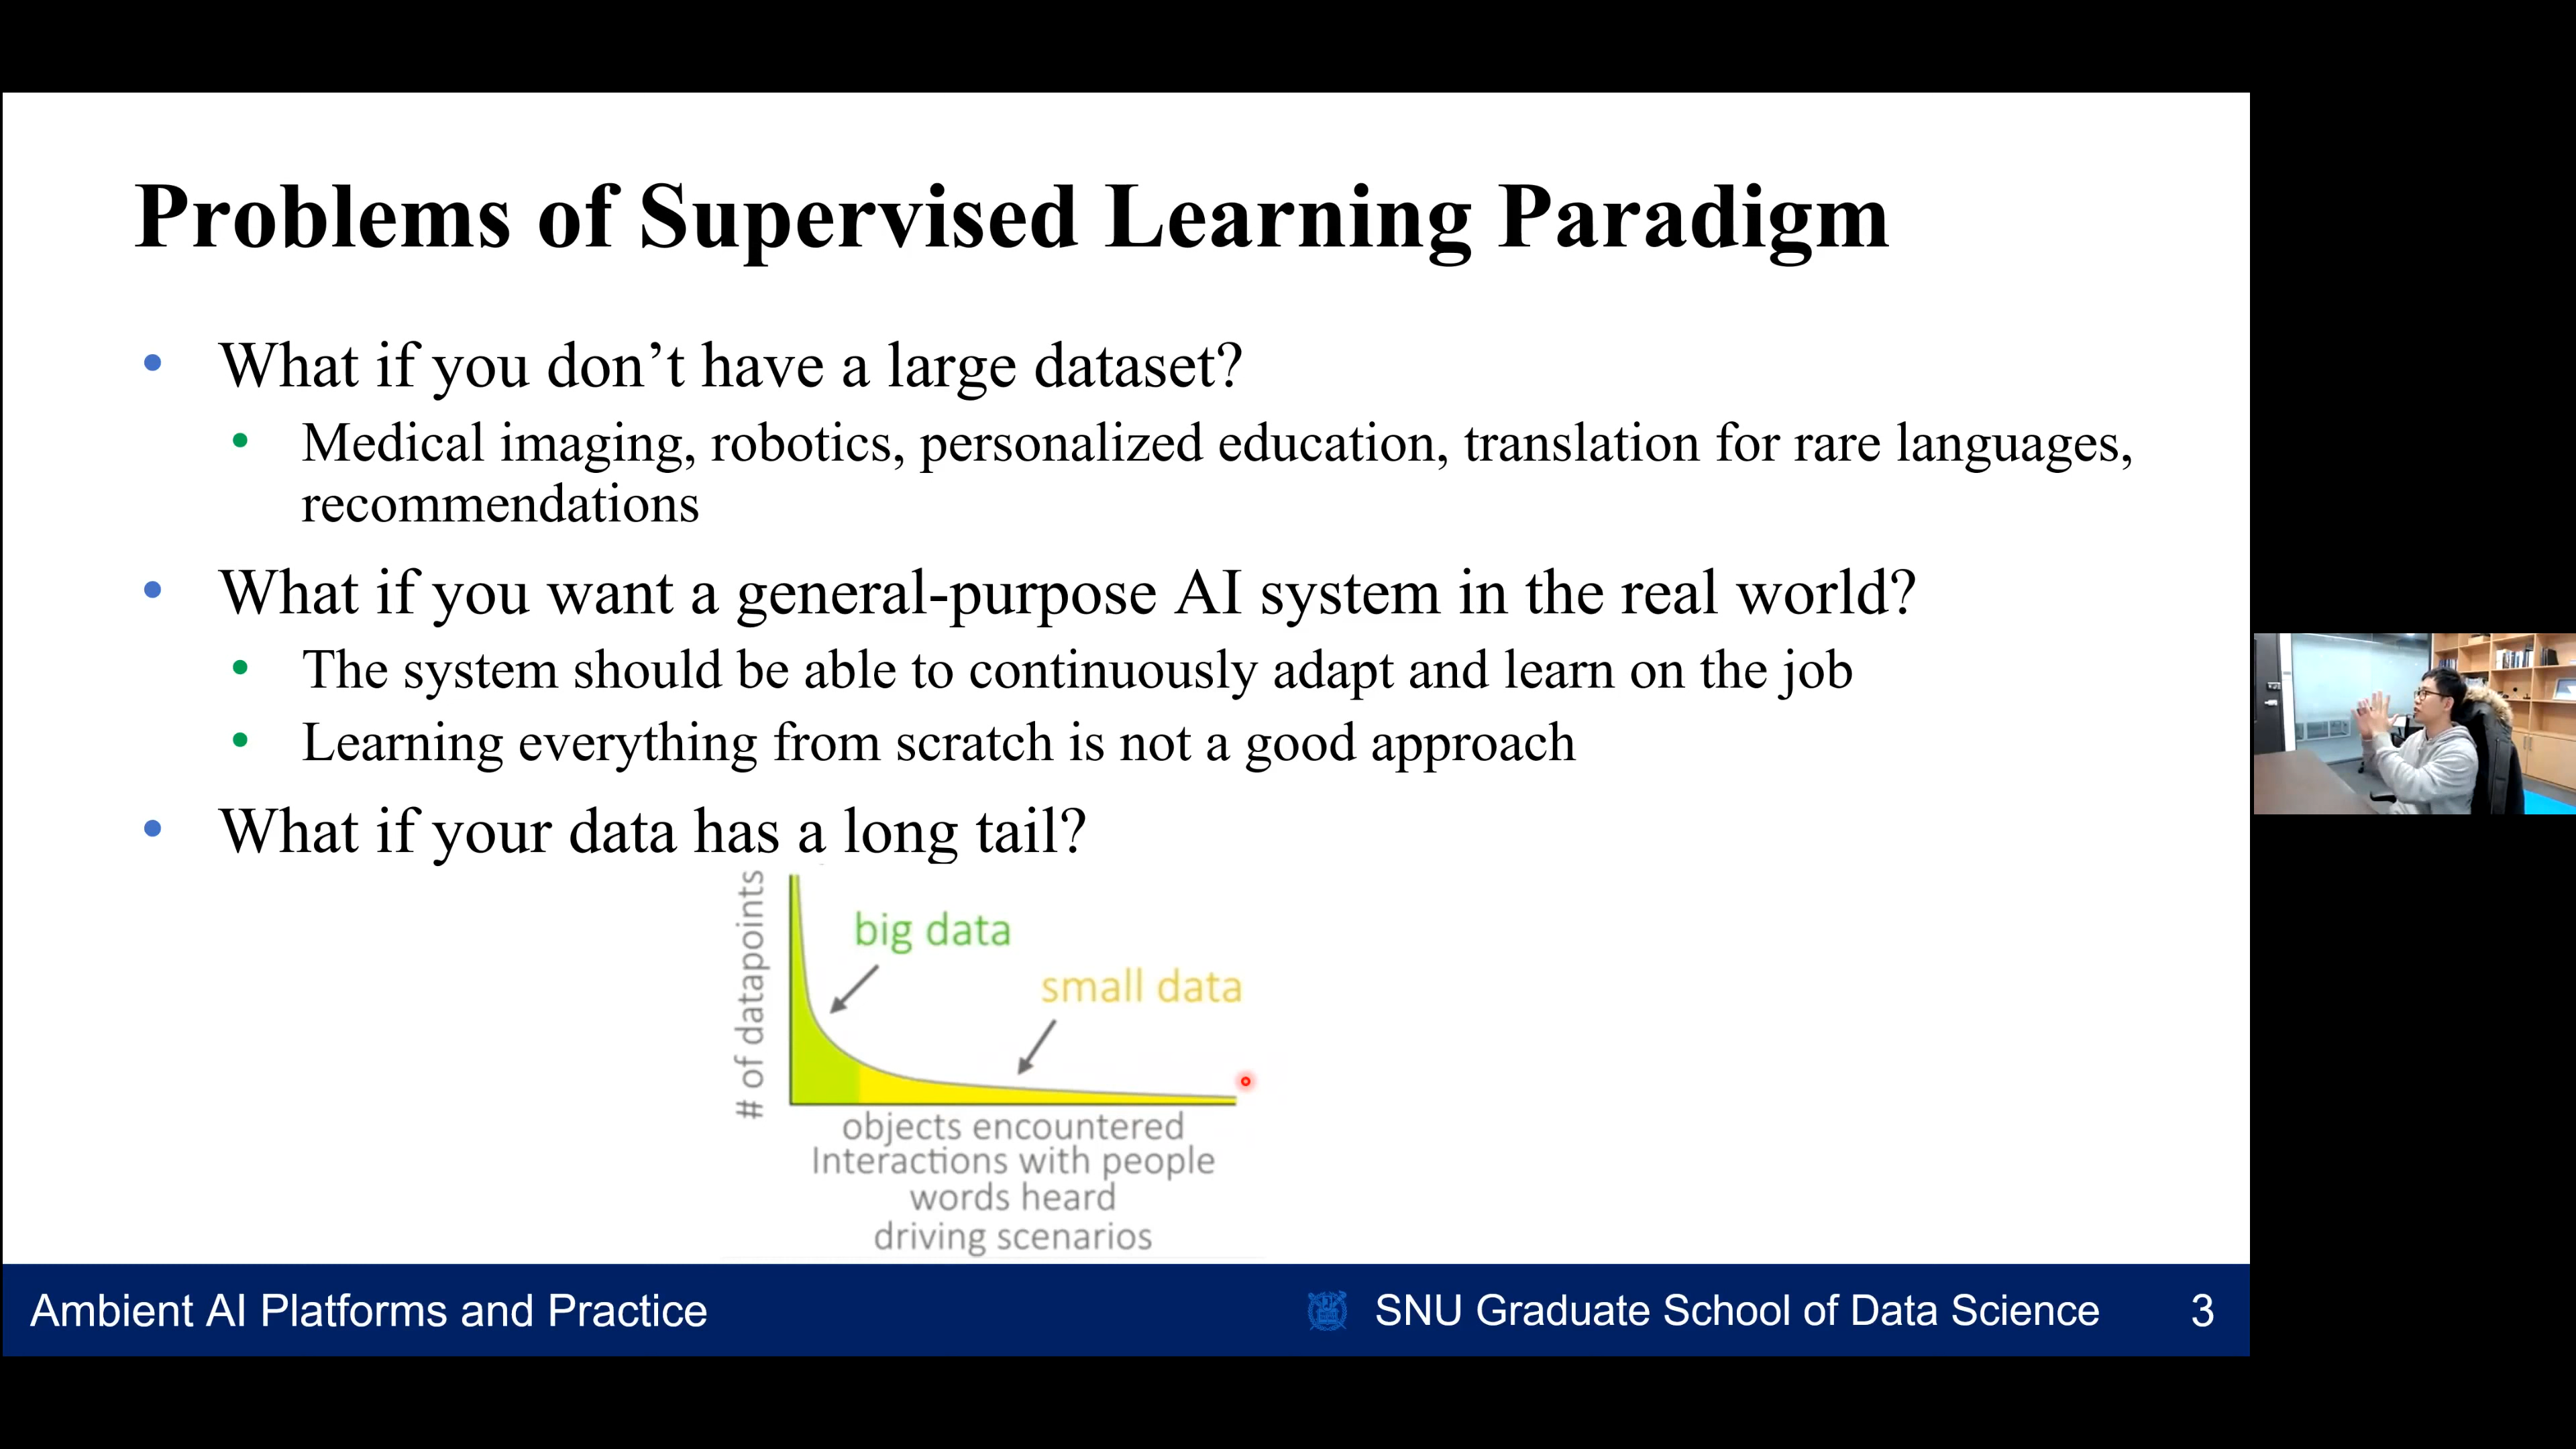 Problems of Supervised Learning Paradigm
• What if you don’t have a large dataset?
• Medical imaging, robotics, personalized education, translation for rare languages,
recommendations
• What if you want a general-purpose AI system in the real world?
• The system should be able to continuously adapt and learn on the job
• Learning everything from scratch is not a good approach
• What if your data has a long tail?
# of datapoints
big data
small data
objects encountered
Interactions with people
words heard
driving scenarios
Ambient AI Platforms and Practice
SNU Graduate School of Data Science
3